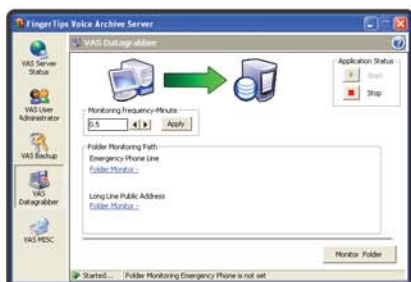 FingerTips Voice Archive Server
VAS Datagrabber
VAS Server
Status
VAS User
Administrator
VAS Backup
VAS
Datagrabber
VAS MISC
Application Status
Start
Stop
Monitoring Frequency-Minute
0.5
Apply
Folder Monitoring Path
Emergency Phone Line
Folder Monitor -
Long Line Public Address
Folder Monitor -
Monitor Folder
Started... Folder Monitoring Emergency Phone is not set